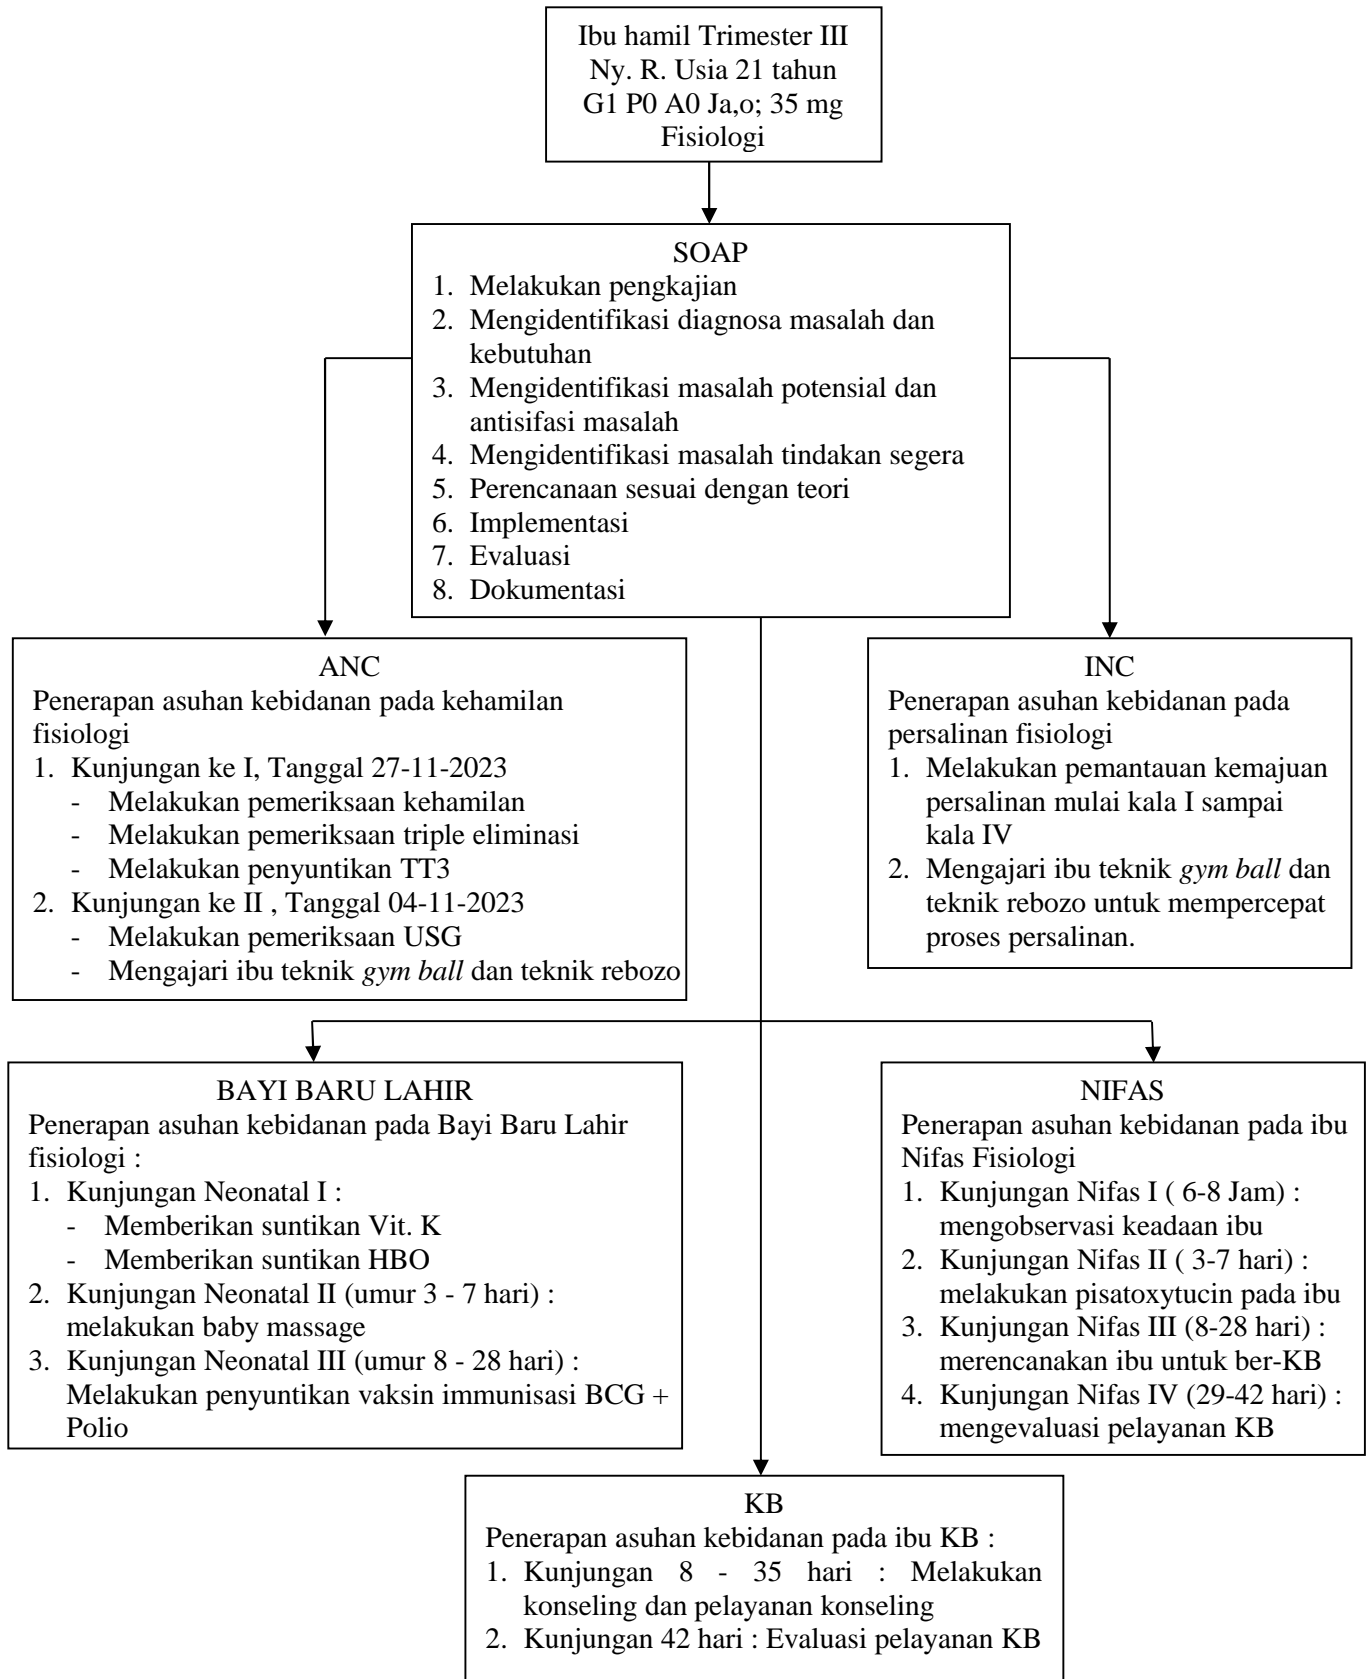 Ibu hamil Trimester III
Ny. R. Usia 21 tahun
G1 P0 A0 Ja,o; 35 mg
Fisiologi
SOAP
1. Melakukan pengkajian
2. Mengidentifikasi diagnosa masalah dan
kebutuhan
3. Mengidentifikasi masalah potensial dan
antisifasi masalah
4. Mengidentifikasi masalah tindakan segera
5. Perencanaan sesuai dengan teori
6. Implementasi
7. Evaluasi
8. Dokumentasi
ANC
Penerapan asuhan kebidanan pada kehamilan
fisiologi
1. Kunjungan ke I, Tanggal 27-11-2023
- Melakukan pemeriksaan kehamilan
- Melakukan pemeriksaan triple eliminasi
- Melakukan penyuntikan TT3
2. Kunjungan ke II , Tanggal 04-11-2023
- Melakukan pemeriksaan USG
- Mengajari ibu teknik gym ball dan teknik rebozo
INC
Penerapan asuhan kebidanan pada
persalinan fisiologi
1. Melakukan pemantauan kemajuan
persalinan mulai kala I sampai
kala IV
2. Mengajari ibu teknik gym ball dan
teknik rebozo untuk mempercepat
proses persalinan.
BAYI BARU LAHIR
Penerapan asuhan kebidanan pada Bayi Baru Lahir
fisiologi :
1. Kunjungan Neonatal I :
- Memberikan suntikan Vit. K
- Memberikan suntikan HBO
2. Kunjungan Neonatal II (umur 3 - 7 hari) :
melakukan baby massage
3. Kunjungan Neonatal III (umur 8 - 28 hari) :
Melakukan penyuntikan vaksin immunisasi BCG +
Polio
NIFAS
Penerapan asuhan kebidanan pada ibu
Nifas Fisiologi
1. Kunjungan Nifas I ( 6-8 Jam) :
mengobservasi keadaan ibu
2. Kunjungan Nifas II ( 3-7 hari) :
melakukan pisatoxytucin pada ibu
3. Kunjungan Nifas III (8-28 hari) :
merencanakan ibu untuk ber-KB
4. Kunjungan Nifas IV (29-42 hari) :
mengevaluasi pelayanan KB
KB
Penerapan asuhan kebidanan pada ibu KB :
1. Kunjungan 8 - 35 hari : Melakukan
konseling dan pelayanan konseling
2. Kunjungan 42 hari : Evaluasi pelayanan KB